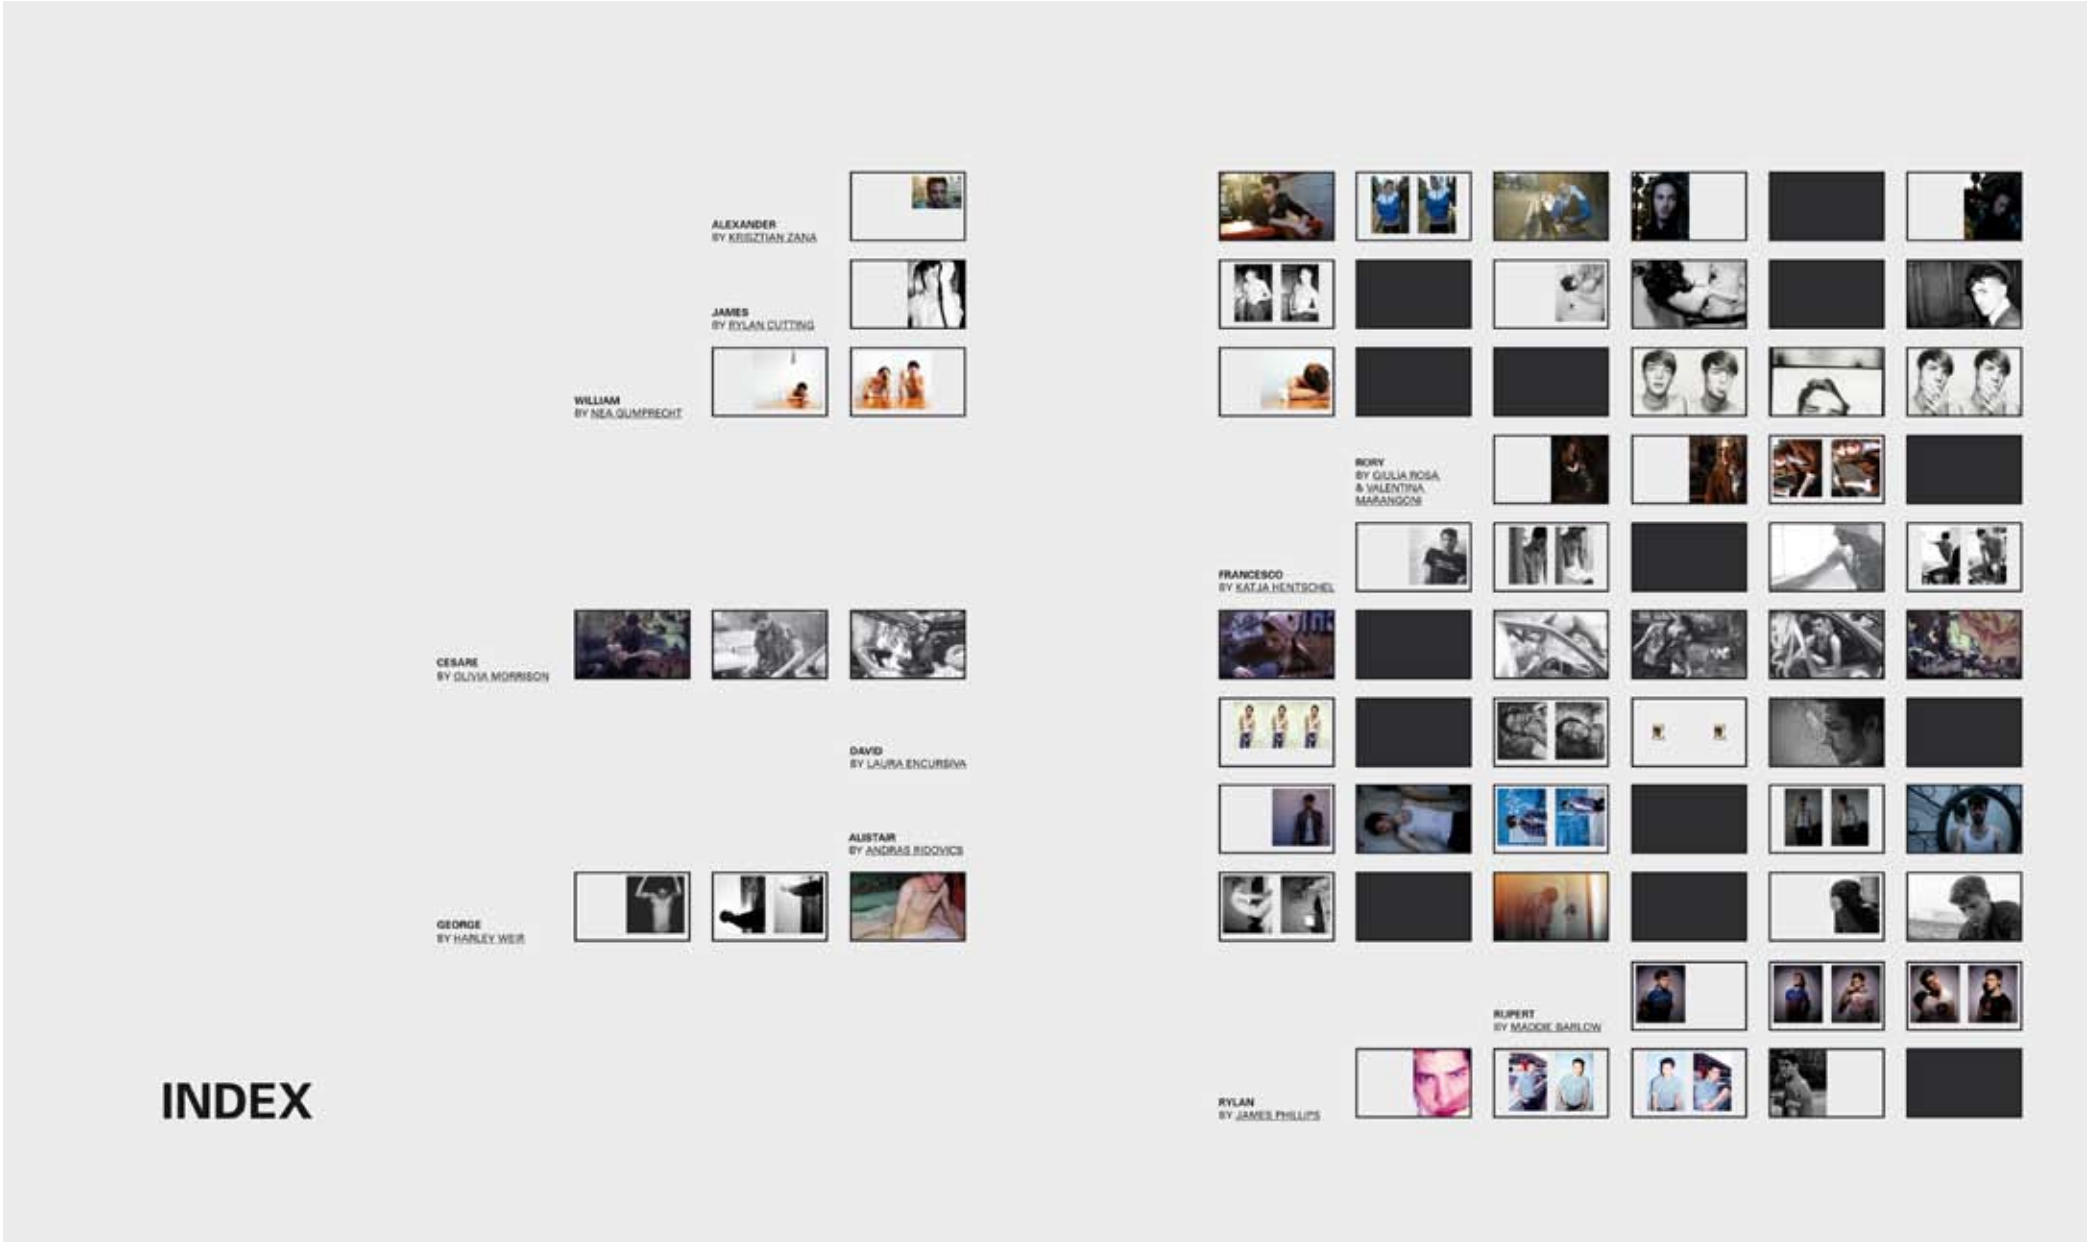 ALEXANDER
BY KRISZTIAN ZANA
JAMES
BY RYLAN CUTTING
WILLIAM
BY NEA GUMPRECHT
RORY
BY GIULIA ROSA
& VALENTINA
MARANGONI
FRANCESCO
BY KATJA HENTSCHEL
CESARE
BY OLIVIA MORRISON
DAVID
BY LAURA ENCURSIVA
ALISTAIR
BY ANDRAS RIDOVICS
GEORGE
BY HARLEY WEIR
RUPERT
BY MADDIE BARLOW
INDEX
RYLAN
BY JAMES PHILLIPS